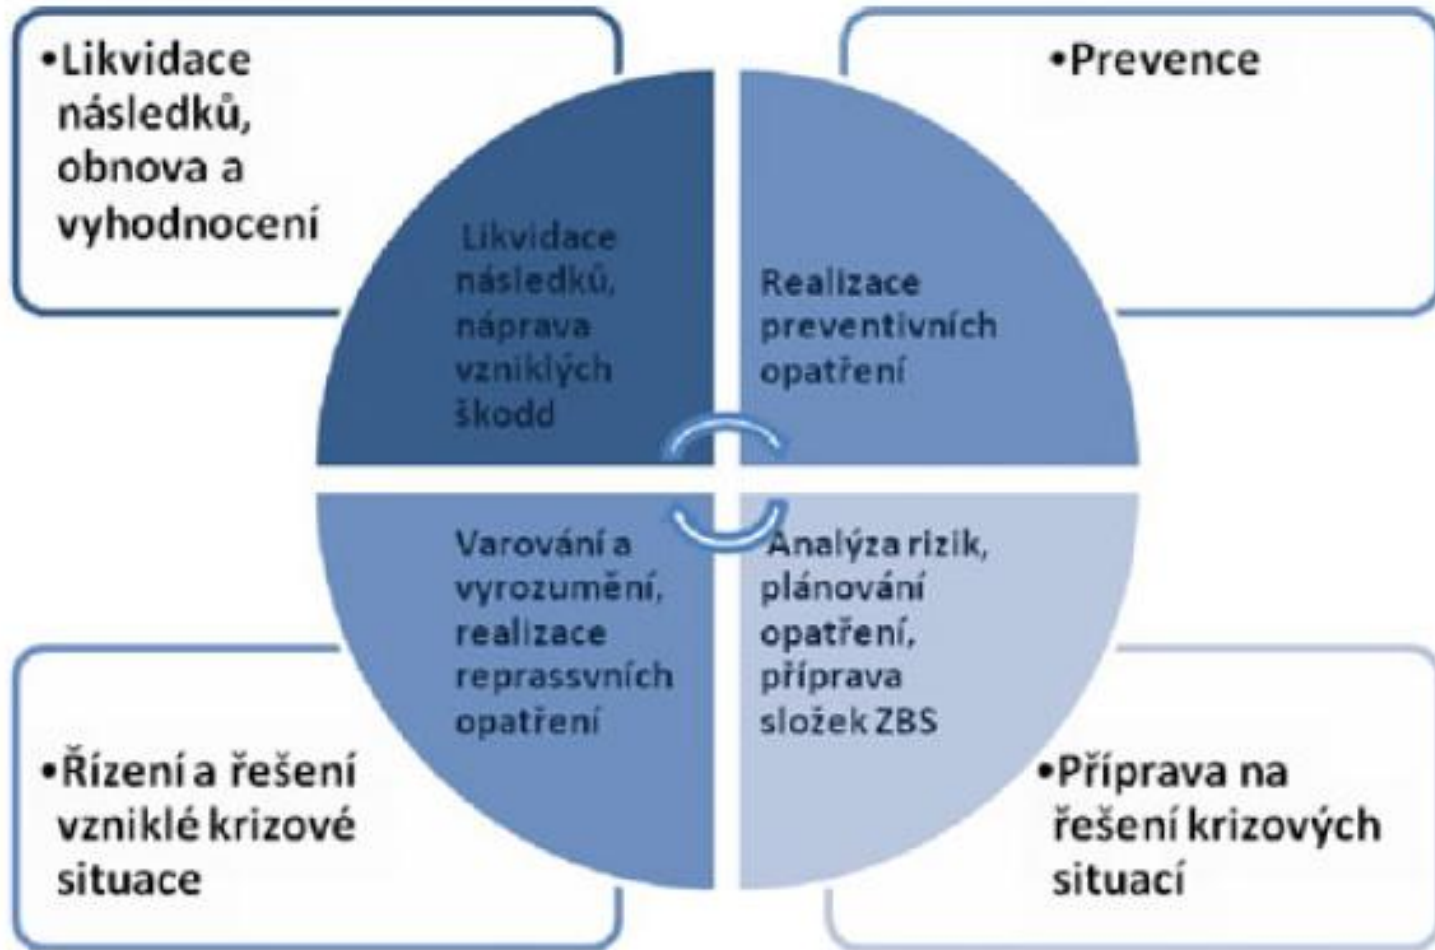 •Likvidace
následků,
obnova a
vyhodnocení
•Prevence
Likvidace
následků,
náprava
vzniklých
škodd
Realizace
preventivních
opatření
Varování a
vyrozumění,
realizace
reprassvních
opatření
Analýza rizik,
plánování
opatření,
příprava
složek ZBS
•Řízení a řešení
vzniklé krizové
situace
•Příprava na
řešení krizových
situací